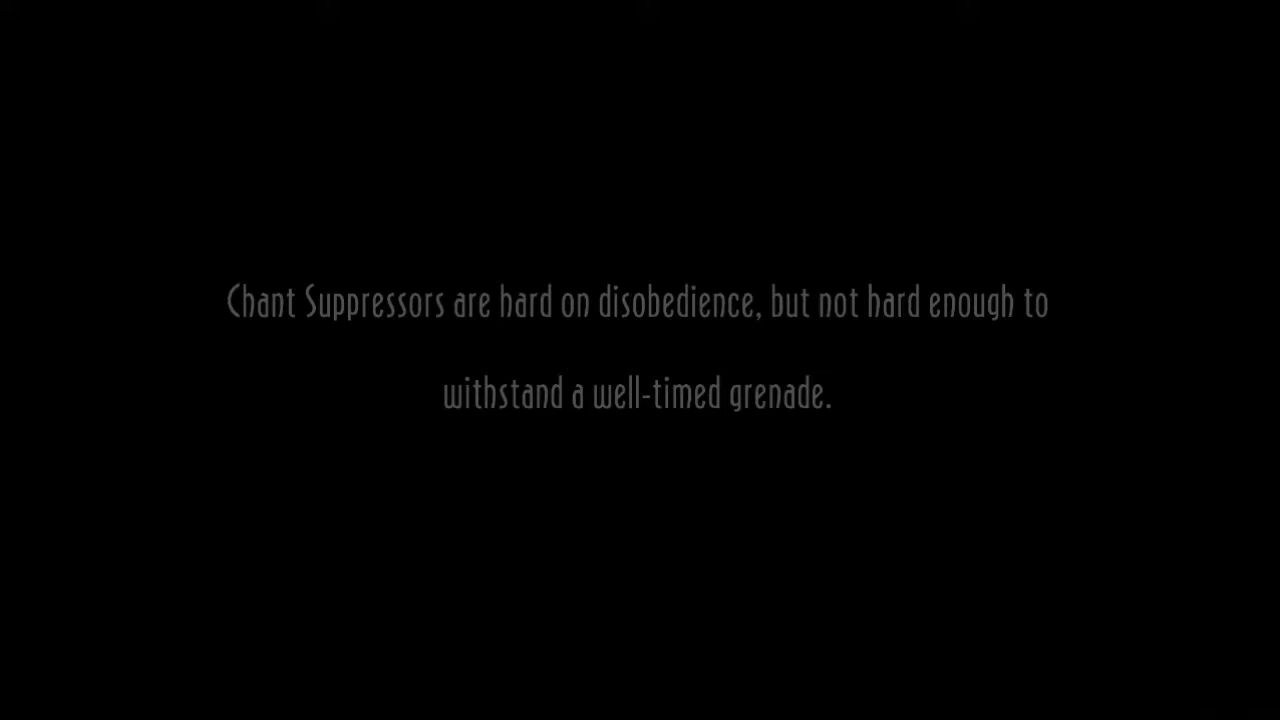 Chant Suppressors are hard on disobedience, but not hard enough to
withstand a well-timed grenade.